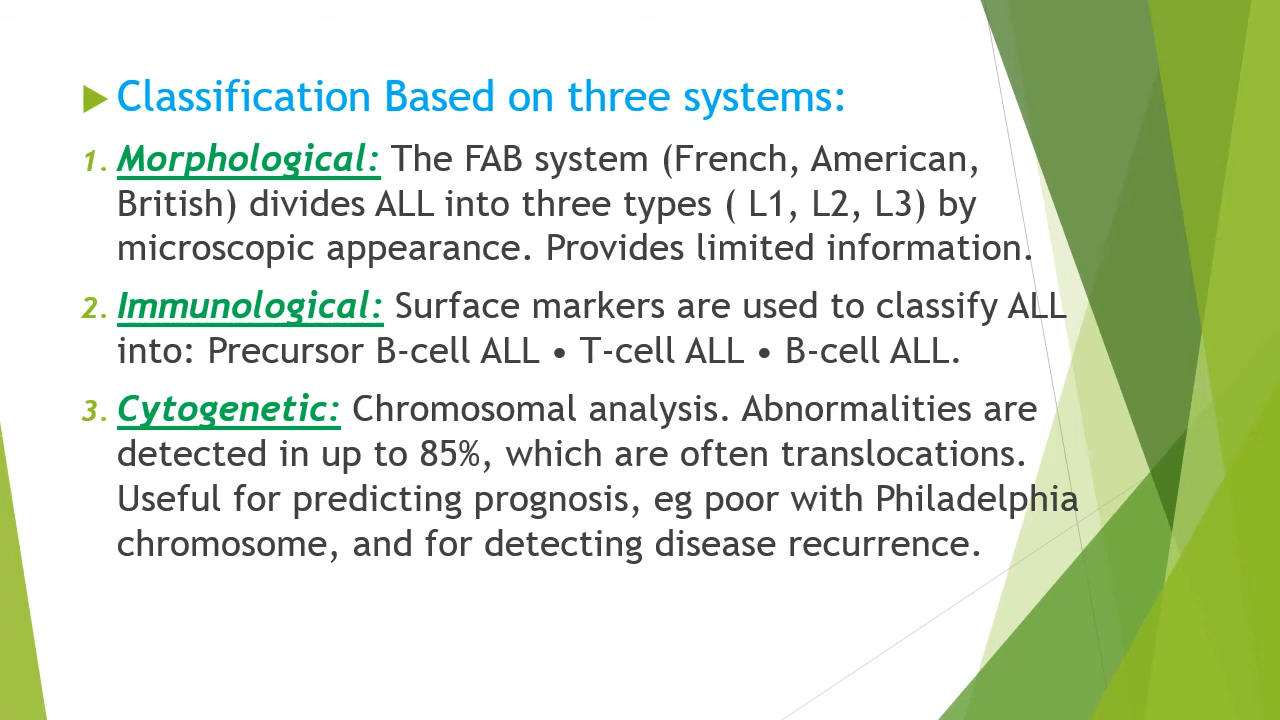 Classification Based on three systems:
1. Morphological: The FAB system (French, American,
British) divides ALL into three types ( L1, L2, L3) by
microscopic appearance. Provides limited information.
2. Immunological: Surface markers are used to classify ALL
into: Precursor B-cell ALL • T-cell ALL • B-cell ALL.
3. Cytogenetic: Chromosomal analysis. Abnormalities are
detected in up to 85%, which are often translocations.
Useful for predicting prognosis, eg poor with Philadelphia
chromosome, and for detecting disease recurrence.